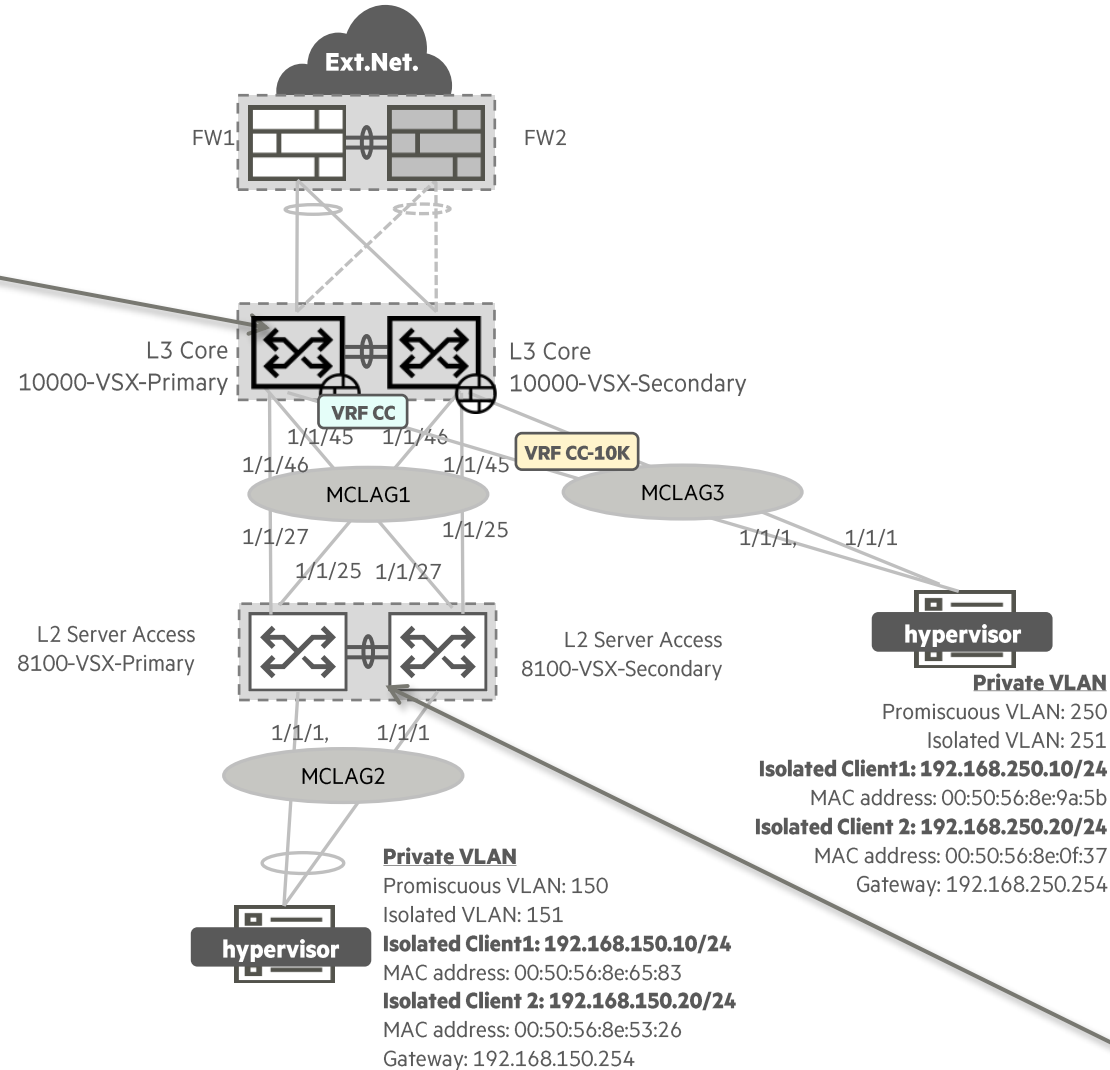 Ext.Net.
FW1
FW2
L3 Core
10000-VSX-Primary
L3 Core
10000-VSX-Secondary
VRF CC
1/1/45
1/1/46
1/1/46
1/1/45
VRF CC-10K
MCLAG1
MCLAG3
1/1/27
1/1/25
1/1/25
1/1/27
1/1/1,
1/1/1
L2 Server Access
8100-VSX-Primary
L2 Server Access
8100-VSX-Secondary
hypervisor
Private VLAN
Promiscuous VLAN: 250
Isolated VLAN: 251
Isolated Client1: 192.168.250.10/24
MAC address: 00:50:56:8e:9a:5b
Isolated Client 2: 192.168.250.20/24
MAC address: 00:50:56:8e:0f:37
Gateway: 192.168.250.254
1/1/1,
1/1/1
MCLAG2
hypervisor
Private VLAN
Promiscuous VLAN: 150
Isolated VLAN: 151
Isolated Client1: 192.168.150.10/24
MAC address: 00:50:56:8e:65:83
Isolated Client 2: 192.168.150.20/24
MAC address: 00:50:56:8e:53:26
Gateway: 192.168.150.254